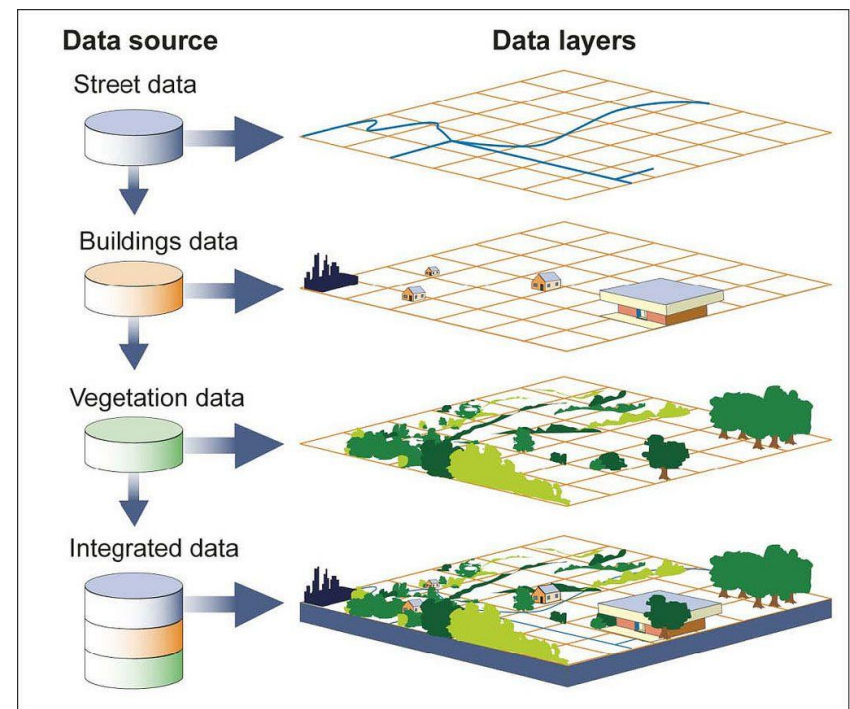 Data source
Data layers
Street data
Buildings data
Vegetation data
Integrated data